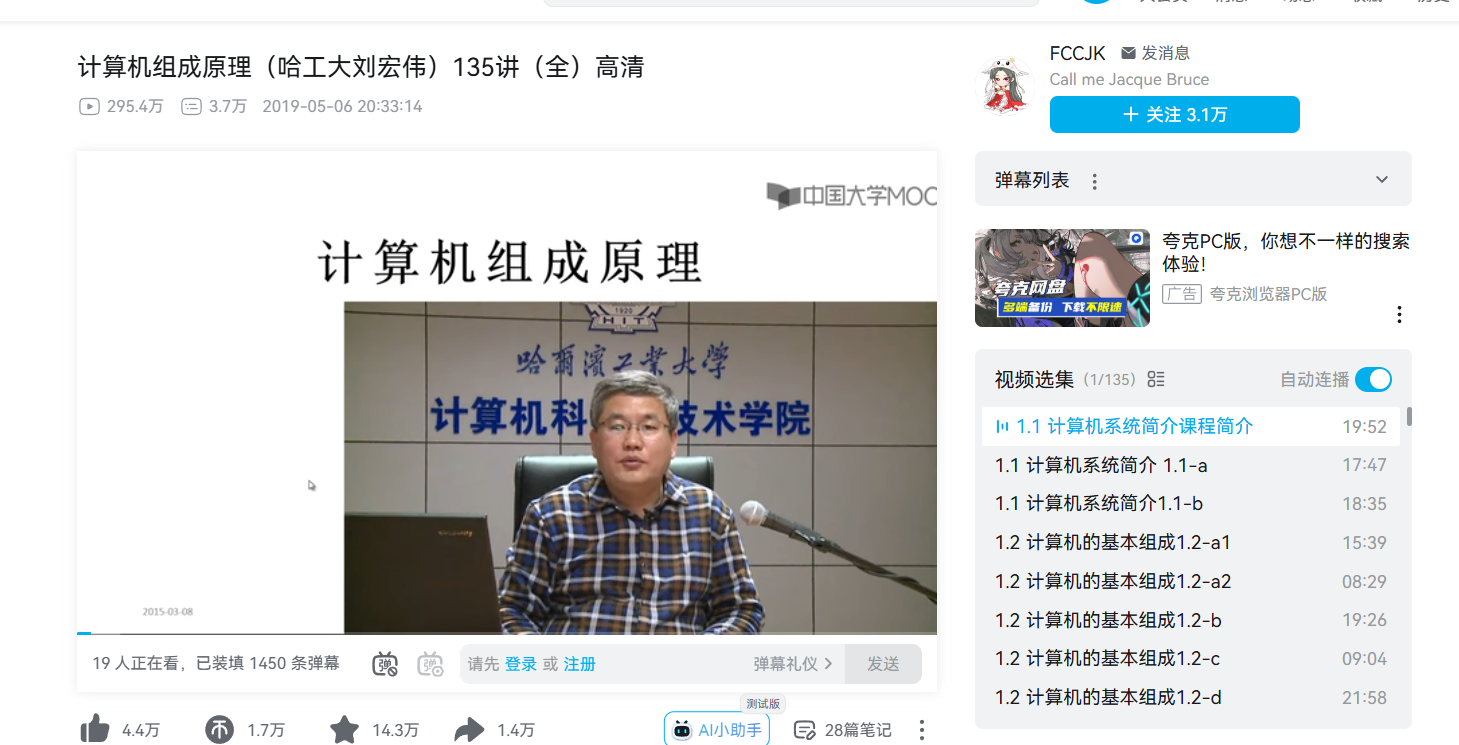 计算机组成原理（哈工大刘宏伟）135讲（全）高清
295.4万 3.7万 2019-05-06 20:33:14
中国大学MOOC
计算机组成原理
1920
HIT
哈爾濱工業大學
计算机科 技术学院
2015-03-08
19 人正在看，已装填 1450 条弹幕 弹 弹 请先 登录 或 注册 弹幕礼仪 发送
4.4万 1.7万 14.3万 1.4万 测试版 AI小助手 28篇笔记
FCCJK 发消息
Call me Jacque Bruce
+ 关注 3.1万
弹幕列表
夸克网盘
多端备份 下载不限速
夸克PC版，你想不一样的搜索
体验!
广告 夸克浏览器PC版
视频选集 (1/135) 自动连播
1.1 计算机系统简介课程简介 19:52
1.1 计算机系统简介 1.1-a 17:47
1.1 计算机系统简介1.1-b 18:35
1.2 计算机的基本组成1.2-a1 15:39
1.2 计算机的基本组成1.2-a2 08:29
1.2 计算机的基本组成1.2-b 19:26
1.2 计算机的基本组成1.2-c 09:04
1.2 计算机的基本组成1.2-d 21:58